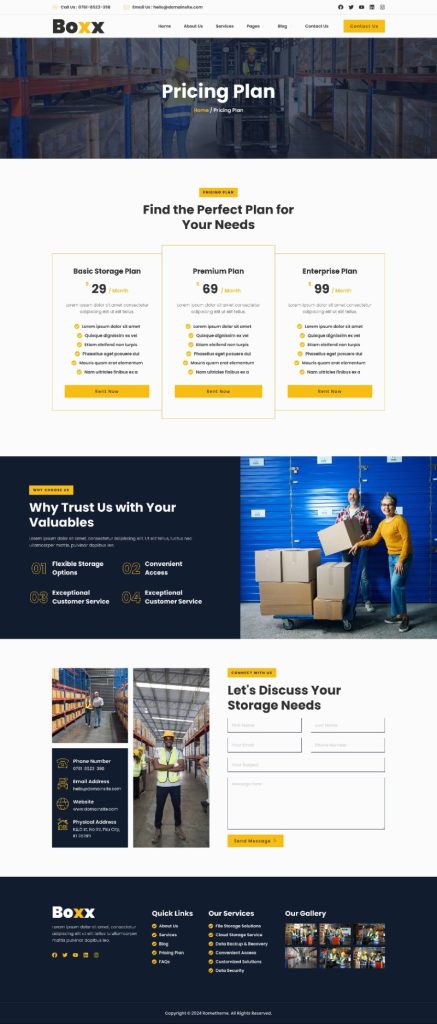 Call Us : 0761-8523-398
Email Us : hello@domainsite.com
Boxx
Home
About Us
Services
Pages
Blog
Contact Us
Contact Us
Pricing Plan
Home / Pricing Plan
PRICING PLAN
Find the Perfect Plan for
Your Needs
Basic Storage Plan
$ 29 / Month
Lorem ipsum dolor sit amet consectetur
adipiscing elit ut elit tellus
Lorem ipsum dolor sit amet
Quisque dignissim ex vel
Etiam eleifend non turpis
Phasellus eget posuere dui
Mauris quam erat elementum
Nam ultricies finibus ex a
Rent Now
Premium Plan
$ 69 / Month
Lorem ipsum dolor sit amet consectetur
adipiscing elit ut elit tellus
Lorem ipsum dolor sit amet
Quisque dignissim ex vel
Etiam eleifend non turpis
Phasellus eget posuere dui
Mauris quam erat elementum
Nam ultricies finibus ex a
Rent Now
Enterprise Plan
$ 99 / Month
Lorem ipsum dolor sit amet consectetur
adipiscing elit ut elit tellus
Lorem ipsum dolor sit amet
Quisque dignissim ex vel
Etiam eleifend non turpis
Phasellus eget posuere dui
Mauris quam erat elementum
Nam ultricies finibus ex a
Rent Now
WHY CHOOSE US
Why Trust Us with Your
Valuables
Lorem ipsum dolor sit amet, consectetur adipiscing elit. Ut elit tellus, luctus nec
ullamcorper mattis, pulvinar dapibus leo.
01 Flexible Storage
Options
02 Convenient
Access
03 Exceptional
Customer Service
04 Exceptional
Customer Service
Phone Number
0761-8523-398
Email Address
hello@domainsite.com
Website
www.domainsite.com
Physical Address
CONNECT WITH US
Let's Discuss Your
Storage Needs
First Name
Last Name
Your Email
Phone Number
Your Subject
Message Here
Send Message
Boxx
Lorem ipsum dolor sit amet, consectetur
adipiscing elit. Ut elit tellus ullamcorper
mattis pulvinar dapibus leo.
Quick Links
About Us
Services
Blog
Pricing Plan
FAQs
Our Services
File Storage Solutions
Cloud Storage Service
Data Backup & Recovery
Convenient Access
Customized Solutions
Data Security
Our Gallery
Copyright © 2024 Rometheme. All Rights Reserved.